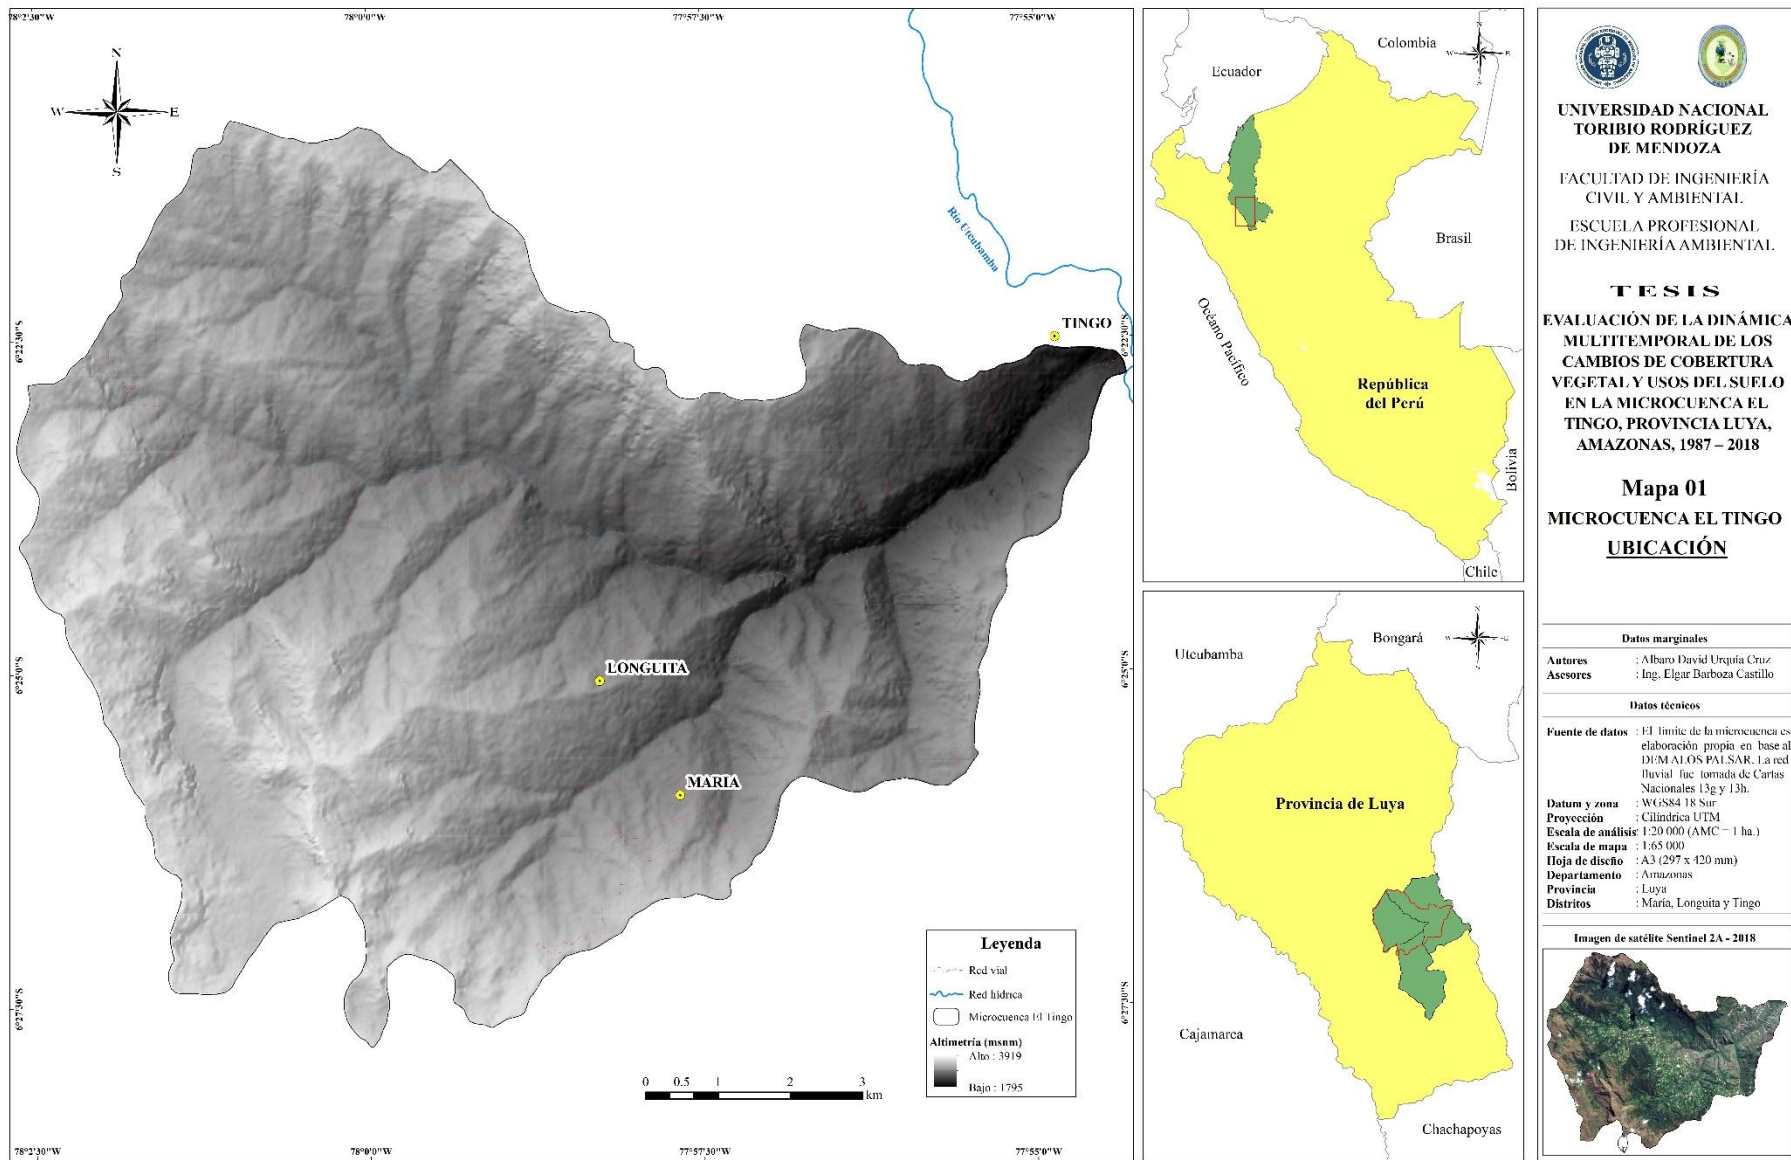 78°2'30"W
78°0'0"W
77°57'30"W
77°55'0"W
N
W
E
S
Río Utcubamba
TINGO
6°22'30"S
6°22'30"S
LONGUITA
6°25'0"S
6°25'0"S
MARIA
6°27'30"S
6°27'30"S
Leyenda
Red vial
Red hídrica
Microcuenca El Tingo
Altimetría (msnm)
Alto : 3919
Bajo : 1795
0 0.5 1 2 3
km
78°2'30"W
78°0'0"W
77°57'30"W
77°55'0"W
Colombia
N
W
E
S
Ecuador
Brasil
Océano Pacífico
República
del Perú
Bolivia
Chile
Bongará
N
W
E
S
Utcubamba
Provincia de Luya
Cajamarca
Chachapoyas
UNIVERSIDAD NACIONAL
TORIBIO RODRÍGUEZ
DE MENDOZA
FACULTAD DE INGENIERÍA
CIVIL Y AMBIENTAL
ESCUELA PROFESIONAL
DE INGENIERÍA AMBIENTAL
TESIS
EVALUACIÓN DE LA DINÁMICA
MULTITEMPORAL DE LOS
CAMBIOS DE COBERTURA
VEGETAL Y USOS DEL SUELO
EN LA MICROCUENCA EL
TINGO, PROVINCIA LUYA,
AMAZONAS, 1987 – 2018
Mapa 01
MICROCUENCA EL TINGO
UBICACIÓN
Datos marginales
Autores : Albaro David Urquía Cruz
Asesores : Ing. Elgar Barboza Castillo
Datos técnicos
Fuente de datos : El límite de la microcuenca es
elaboración propia en base al
DEM ALOS PALSAR. La red
fluvial fue tomada de Cartas
Nacionales 13g y 13h.
Datum y zona : WGS84 18 Sur
Proyección : Cilíndrica UTM
Escala de análisis : 1:20 000 (AMC = 1 ha.)
Escala de mapa : 1:65 000
Hoja de diseño : A3 (297 x 420 mm)
Departamento : Amazonas
Provincia : Luya
Distritos : María, Longuita y Tingo
Imagen de satélite Sentinel 2A - 2018